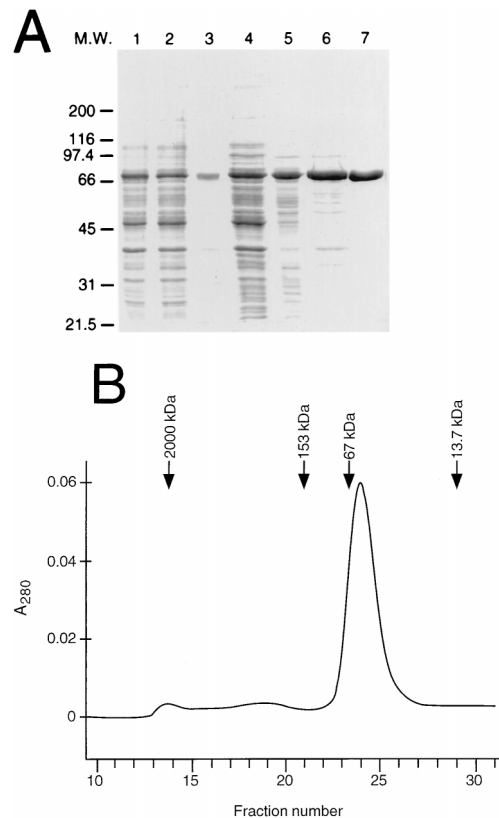 A
M.W. 1 2 3 4 5 6 7
200
116
97.4
66
45
31
21.5
B
2000 kDa
153 kDa
67 kDa
13.7 kDa
0.06
0.04
0.02
0
A280
10 15 20 25 30
Fraction number